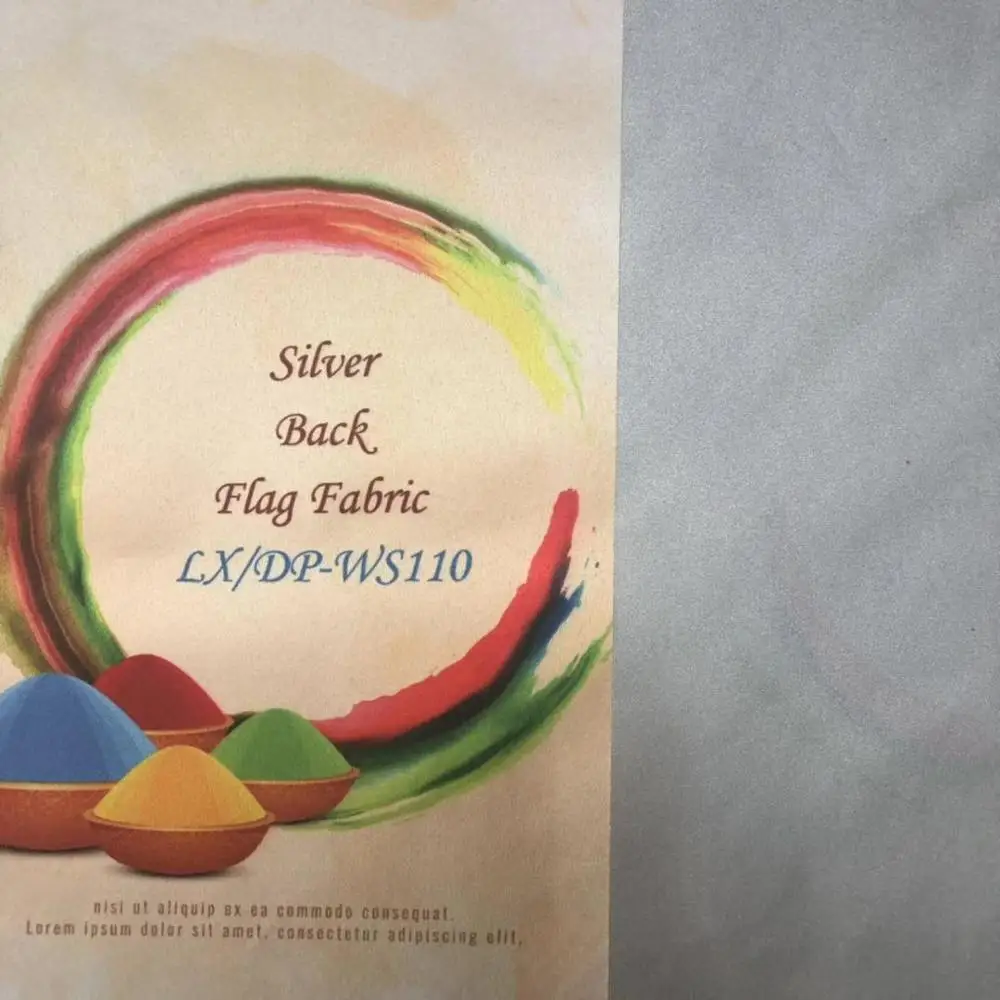 Silver
Back
Flag Fabric
LX/DP-WS110
nisi ut aliquip ex ea commodo consequat.
Lorem ipsum dolor sit amet, consectetur adipiscing elit,